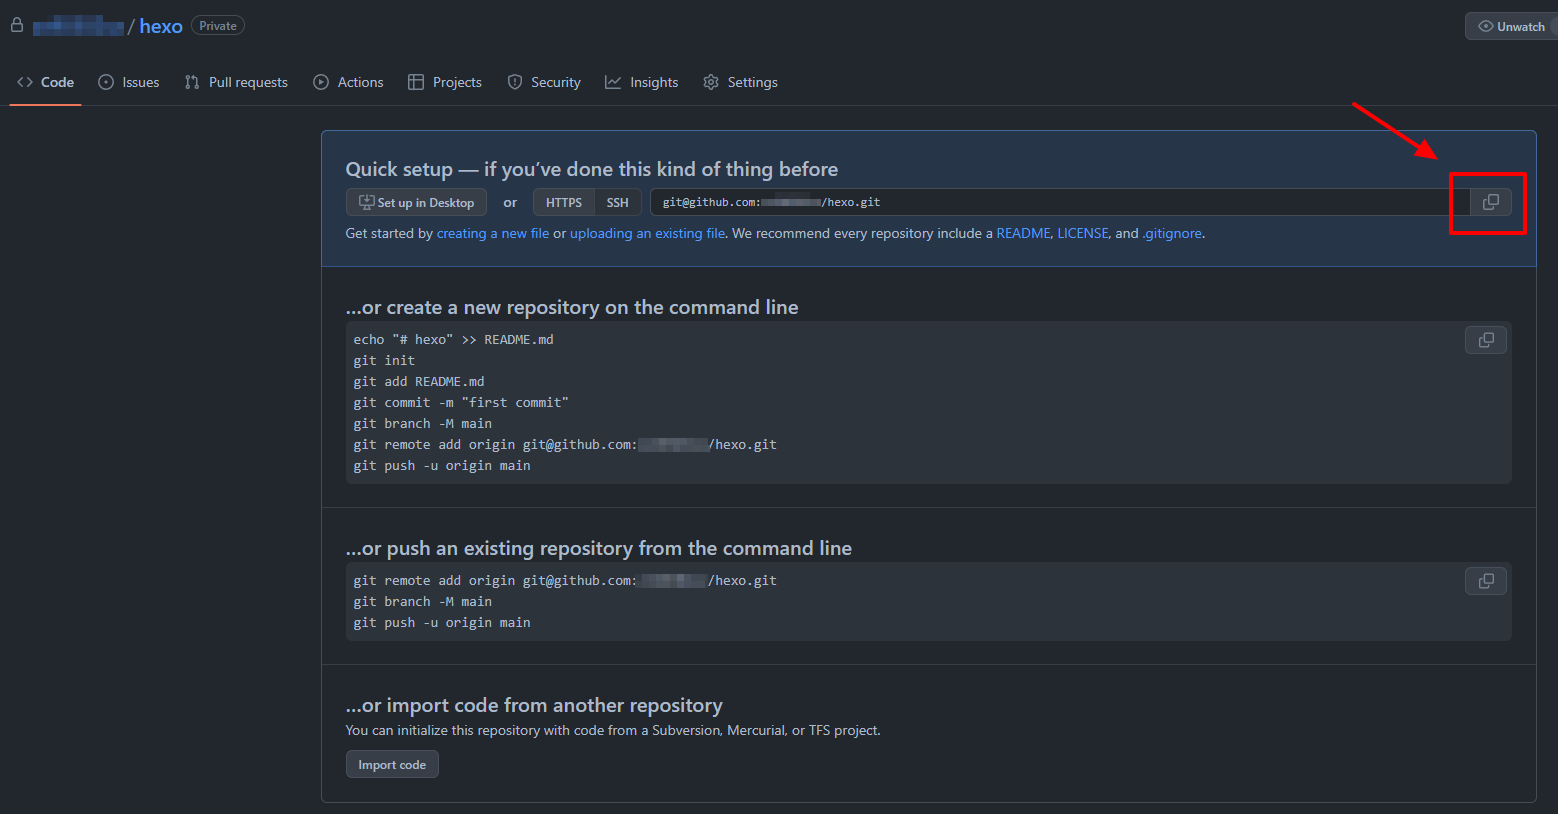 / hexo Private
Unwatch
Code Issues Pull requests Actions Projects Security Insights Settings
Quick setup — if you’ve done this kind of thing before
Set up in Desktop or HTTPS SSH git@github.com: /hexo.git
Get started by creating a new file or uploading an existing file. We recommend every repository include a README, LICENSE, and .gitignore.
…or create a new repository on the command line
echo "# hexo" >> README.md
git init
git add README.md
git commit -m "first commit"
git branch -M main
git remote add origin git@github.com: /hexo.git
git push -u origin main
…or push an existing repository from the command line
git remote add origin git@github.com: /hexo.git
git branch -M main
git push -u origin main
…or import code from another repository
You can initialize this repository with code from a Subversion, Mercurial, or TFS project.
Import code